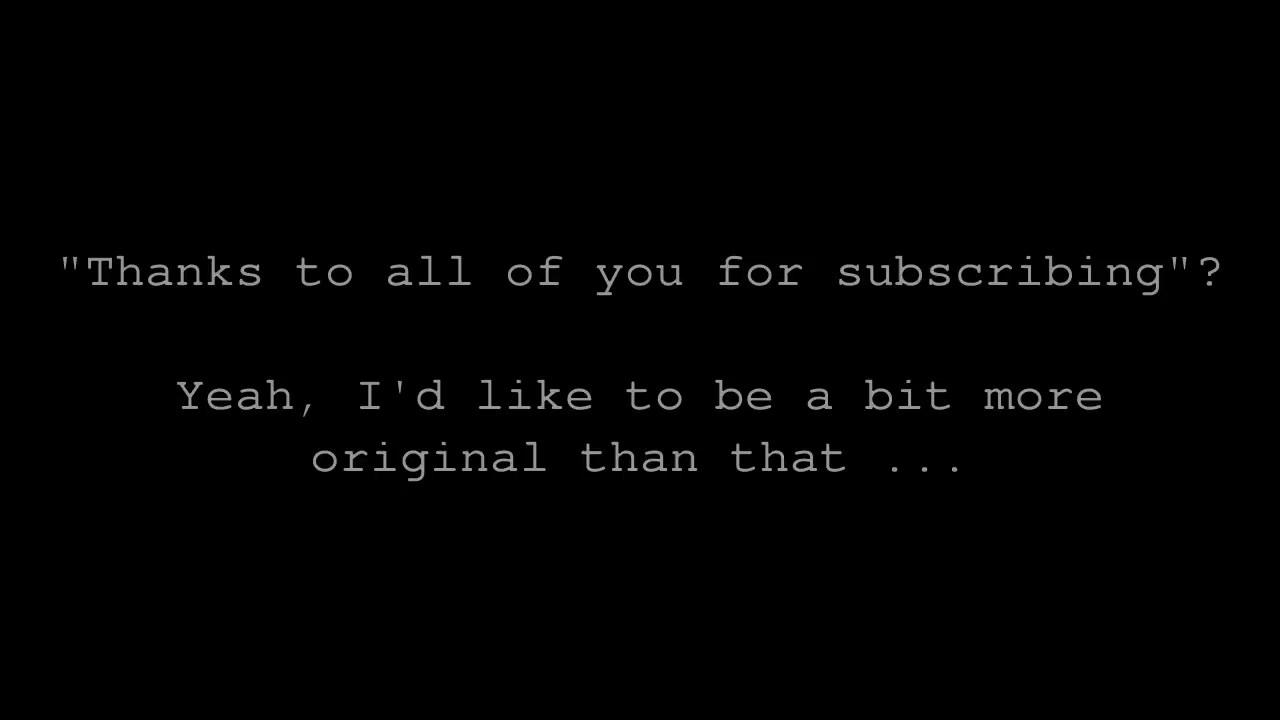 "Thanks to all of you for subscribing"?
Yeah, I'd like to be a bit more
original than that ...